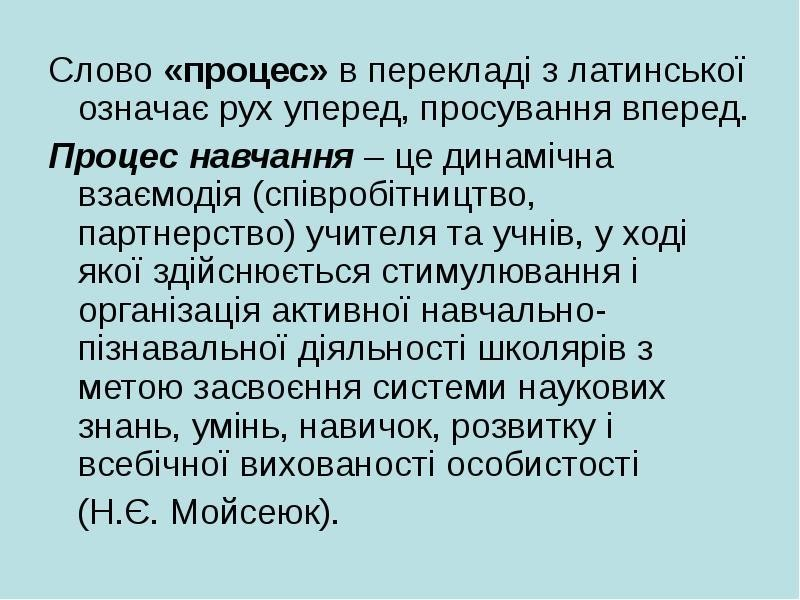 Слово «процес» в перекладі з латинської
означає рух уперед, просування вперед.
Процес навчання – це динамічна
взаємодія (співробітництво,
партнерство) учителя та учнів, у ході
якої здійснюється стимулювання і
організація активної навчально-
пізнавальної діяльності школярів з
метою засвоєння системи наукових
знань, умінь, навичок, розвитку і
всебічної вихованості особистості
(Н.Є. Мойсеюк).